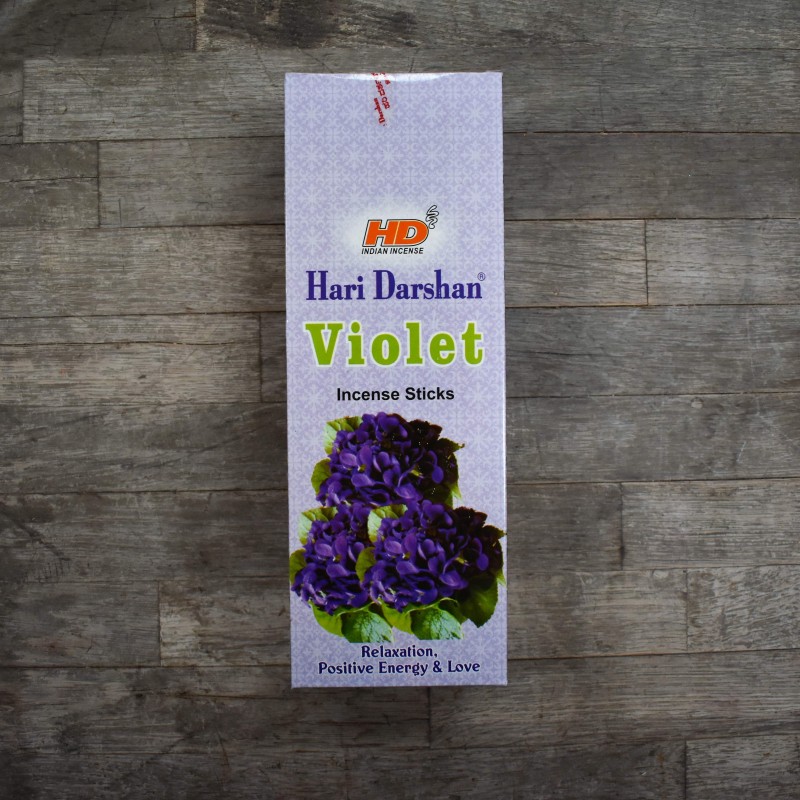 HD
INDIAN INCENSE
Hari Darshan®
Violet
Incense Sticks
Relaxation,
Positive Energy & Love